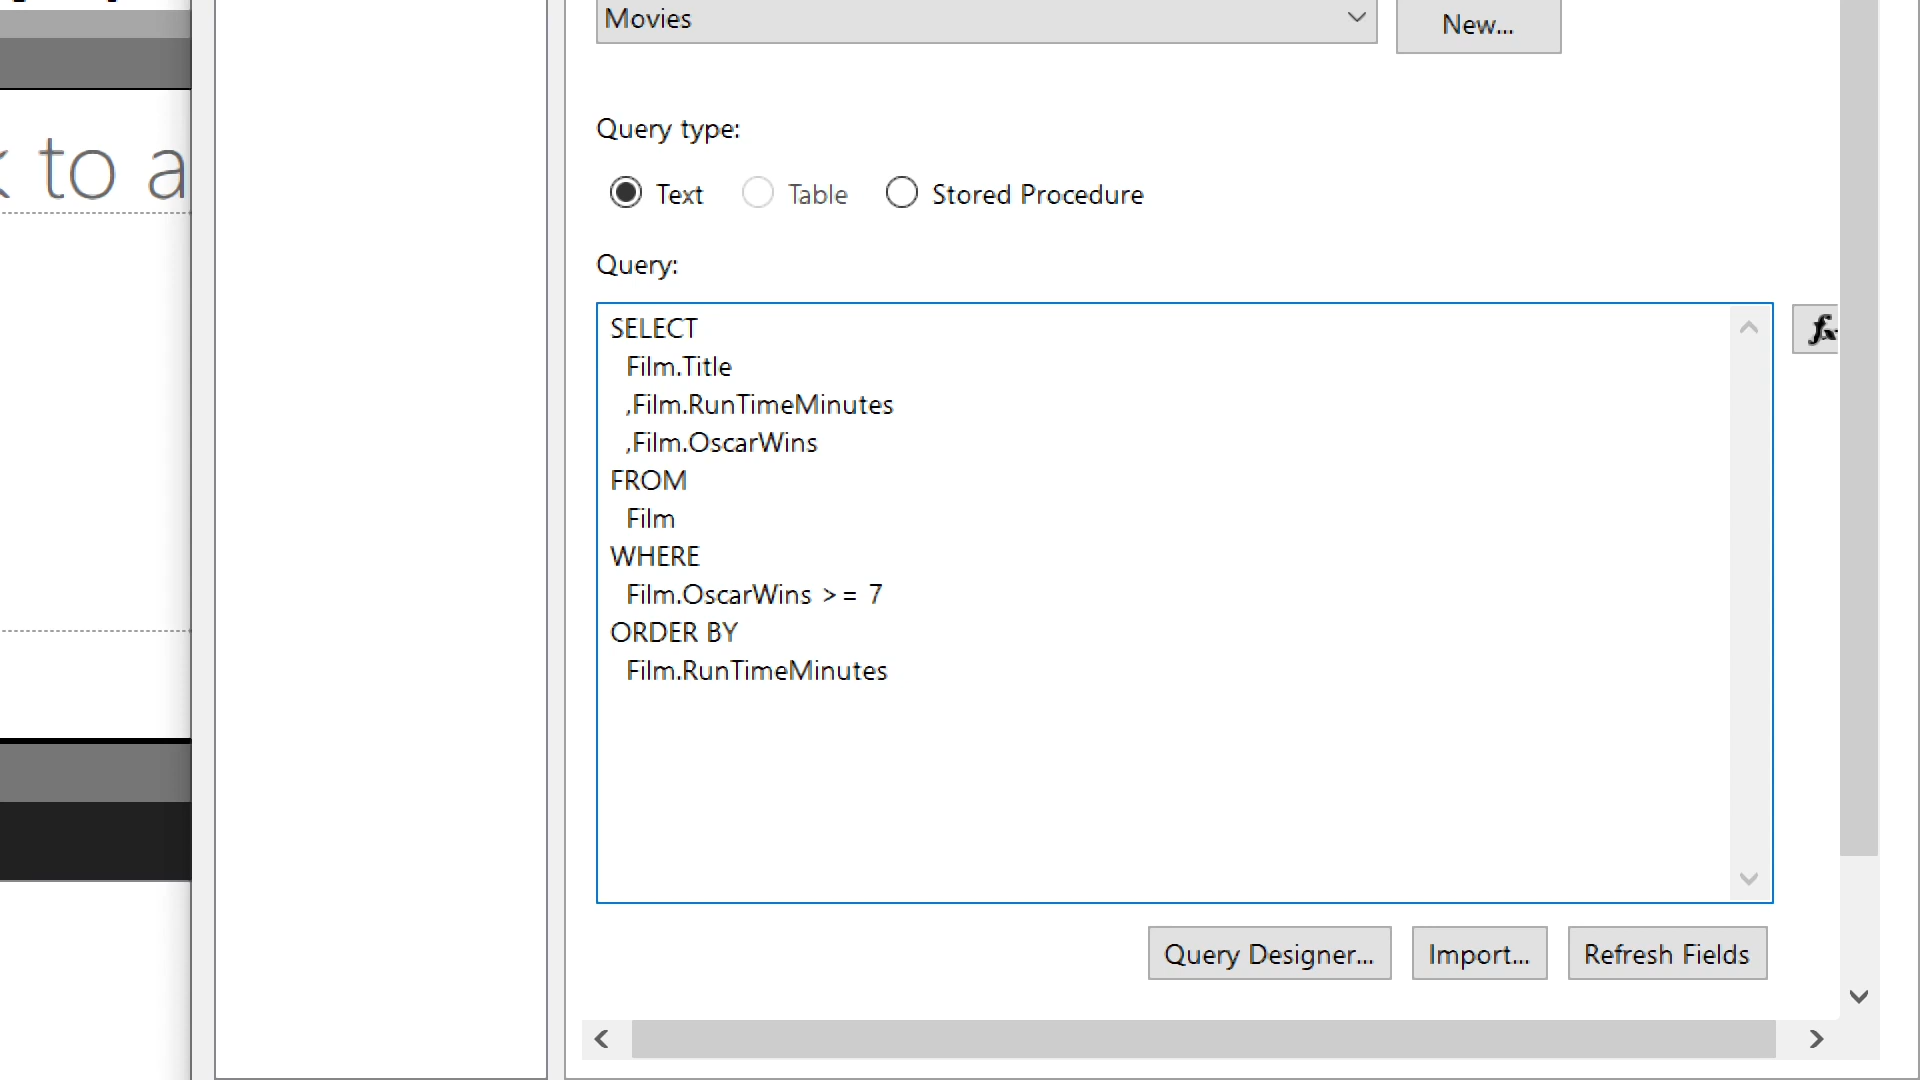 Movies
New...
Query type:
to a
Text Table Stored Procedure
Query:
SELECT
Film.Title
,Film.RunTimeMinutes
,Film.OscarWins
FROM
Film
WHERE
Film.OscarWins >= 7
ORDER BY
Film.RunTimeMinutes
fx
Query Designer... Import... Refresh Fields